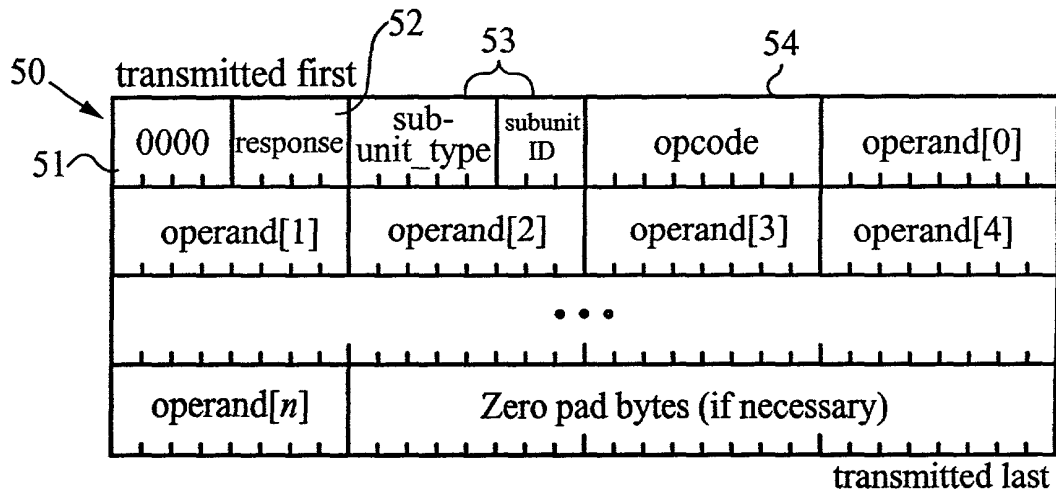 52
53
54
50
transmitted first
51
0000
response
sub-
unit_type
subunit
ID
opcode
operand[0]
operand[1]
operand[2]
operand[3]
operand[4]
• • •
operand[n]
Zero pad bytes (if necessary)
transmitted last